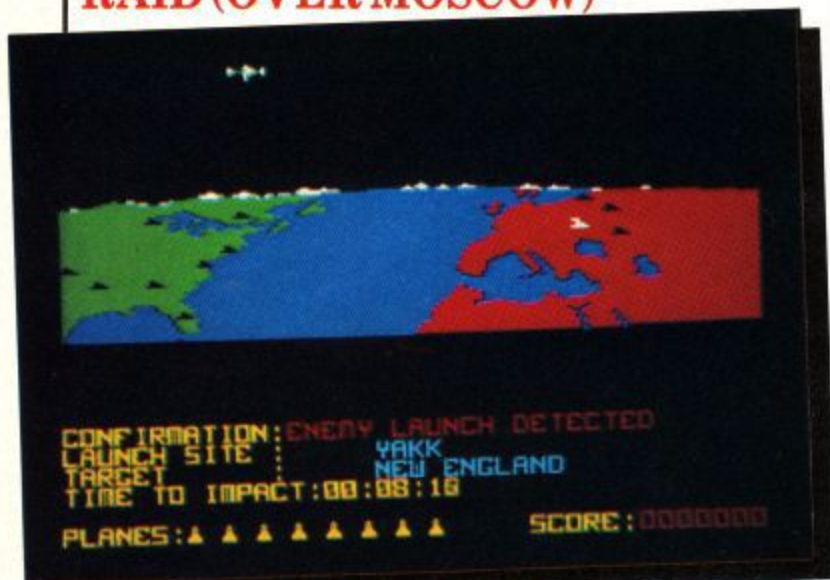 RAID (OVER MOSCOW)
CONFIRMATION:ENEMY LAUNCH DETECTED
LAUNCH SITE : YAKK
TARGET : NEW ENGLAND
TIME TO IMPACT:00:08:10
PLANES: SCORE:0000000